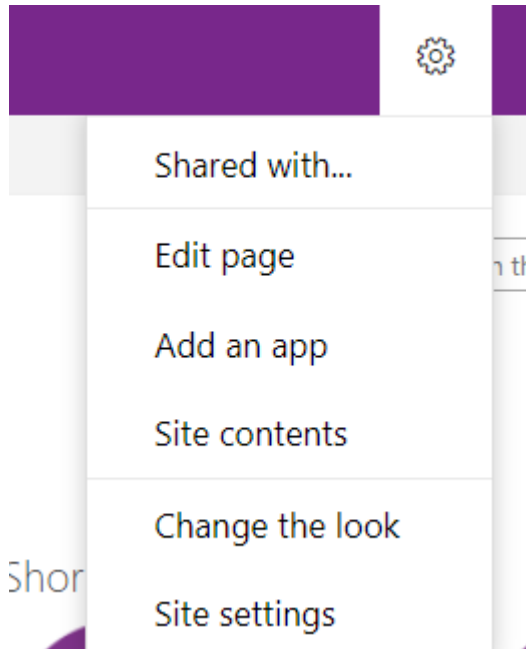 Shared with...
Edit page
Add an app
Site contents
Change the look
Site settings